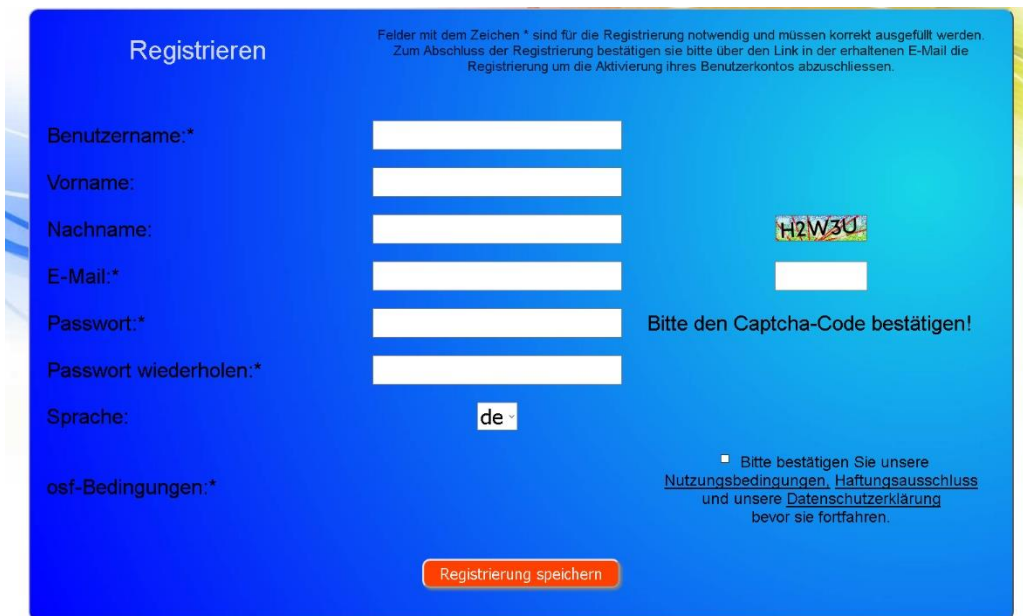 Registrieren
Felder mit dem Zeichen * sind für die Registrierung notwendig und müssen korrekt ausgefüllt werden.
Zum Abschluss der Registrierung bestätigen sie bitte über den Link in der erhaltenen E-Mail die
Registrierung um die Aktivierung ihres Benutzerkontos abzuschliessen.
Benutzername:*
Vorname:
Nachname:
H2W3U
E-Mail:*
Passwort:*
Bitte den Captcha-Code bestätigen!
Passwort wiederholen:*
Sprache:
de
osf-Bedingungen:*
Bitte bestätigen Sie unsere
Nutzungsbedingungen, Haftungsausschluss
und unsere Datenschutzerklärung
bevor sie fortfahren.
Registrierung speichern